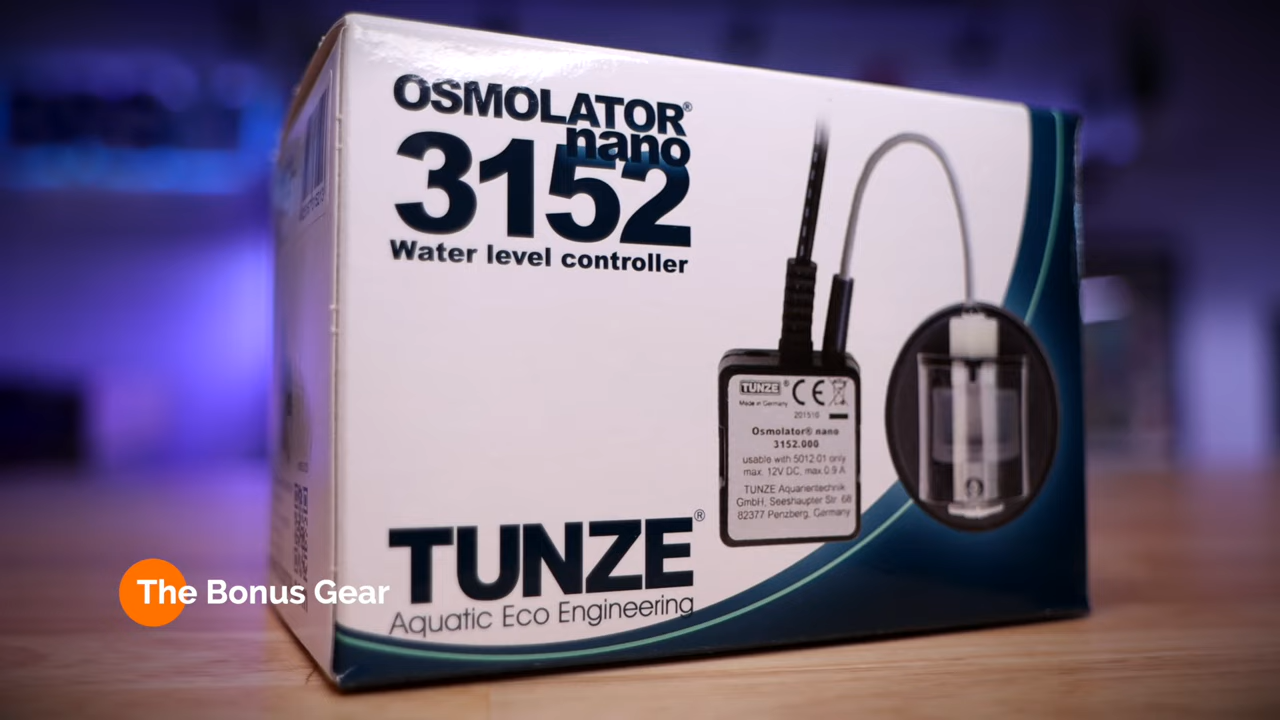 OSMOLATOR®
nano
3152
Water level controller
TUNZE®
Made in Germany
CE
201510
Osmolator® nano
3152.000
usable with 5012.01 only
max. 12V DC, max 0.9 A
TUNZE Aquarientechnik
GmbH, Seeshaupter Str. 68
82377 Penzberg, Germany
TUNZE®
Aquatic Eco Engineering
The Bonus Gear